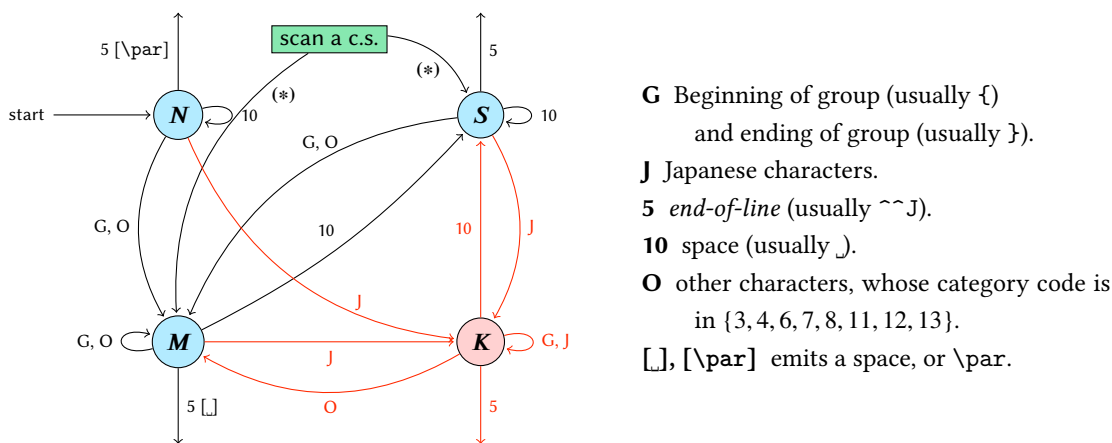 5 [\par]
scan a c.s.
5
(∗)
(∗)
start
N
10
S
10
G, O
G, O
J
10
10
J
G, O
M
J
K
G, J
O
5 [␣]
5
G Beginning of group (usually {)
and ending of group (usually }).
J Japanese characters.
5 end-of-line (usually ^^J).
10 space (usually ␣).
O other characters, whose category code is
in {3, 4, 6, 7, 8, 11, 12, 13}.
[␣], [\par] emits a space, or \par.